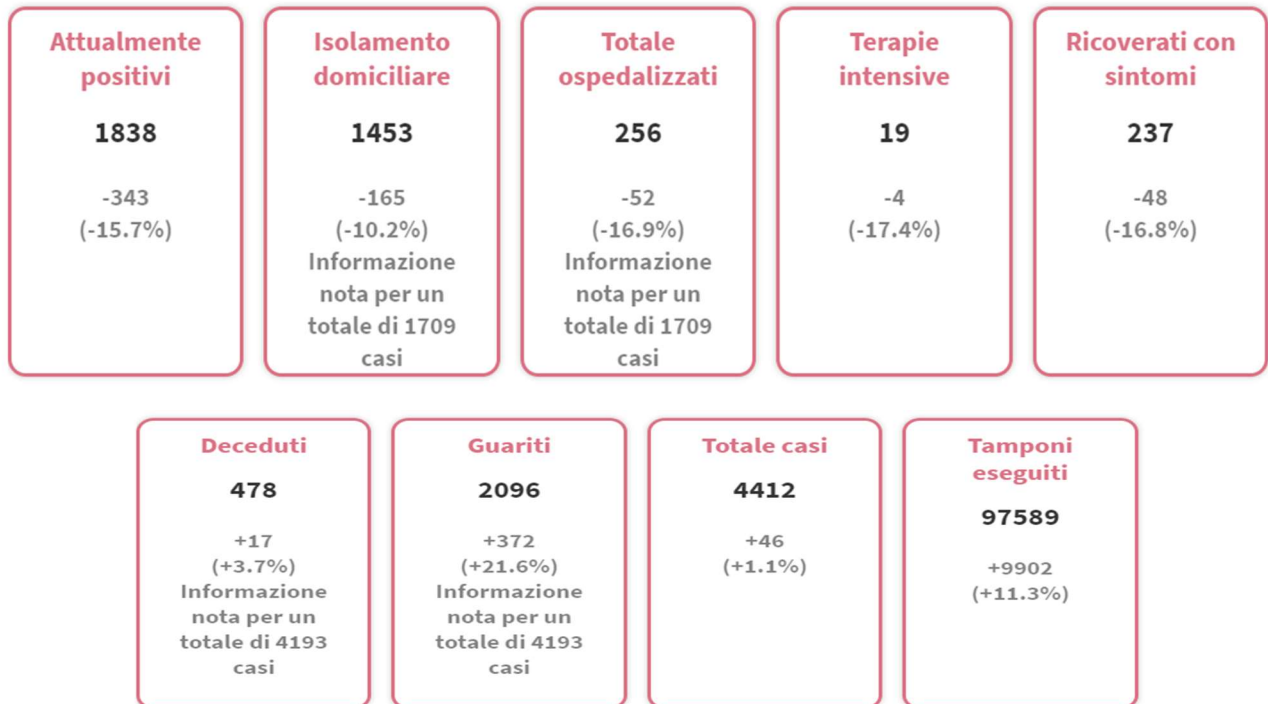 Attualmente
positivi
1838
-343
(-15.7%)
Isolamento
domiciliare
1453
-165
(-10.2%)
Informazione
nota per un
totale di 1709
casi
Totale
ospedalizzati
256
-52
(-16.9%)
Informazione
nota per un
totale di 1709
casi
Terapie
intensive
19
-4
(-17.4%)
Ricoverati con
sintomi
237
-48
(-16.8%)
Deceduti
478
+17
(+3.7%)
Informazione
nota per un
totale di 4193
casi
Guariti
2096
+372
(+21.6%)
Informazione
nota per un
totale di 4193
casi
Totale casi
4412
+46
(+1.1%)
Tamponi
eseguiti
97589
+9902
(+11.3%)